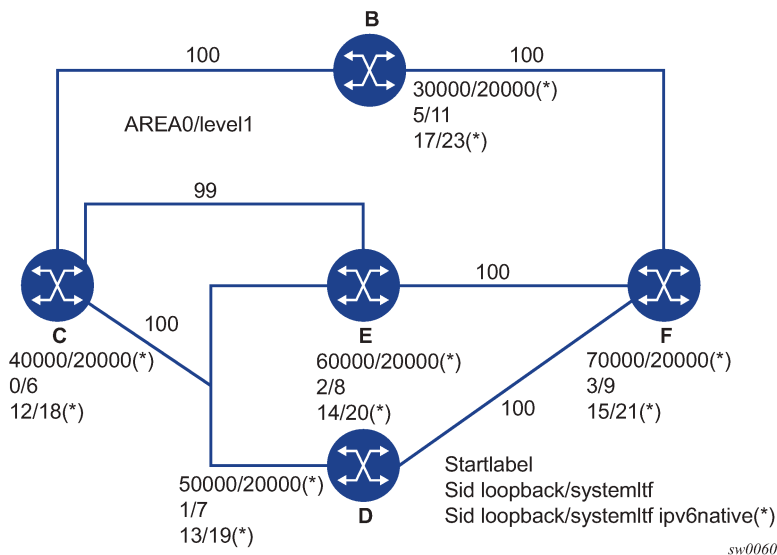 B
100
100
30000/20000(*)
5/11
17/23(*)
AREA0/level1
99
100
100
C
E
F
40000/20000(*)
0/6
12/18(*)
60000/20000(*)
2/8
14/20(*)
70000/20000(*)
3/9
15/21(*)
100
50000/20000(*)
1/7
13/19(*)
D
Startlabel
Sid loopback/systemItf
Sid loopback/systemItf ipv6native(*)
sw0060